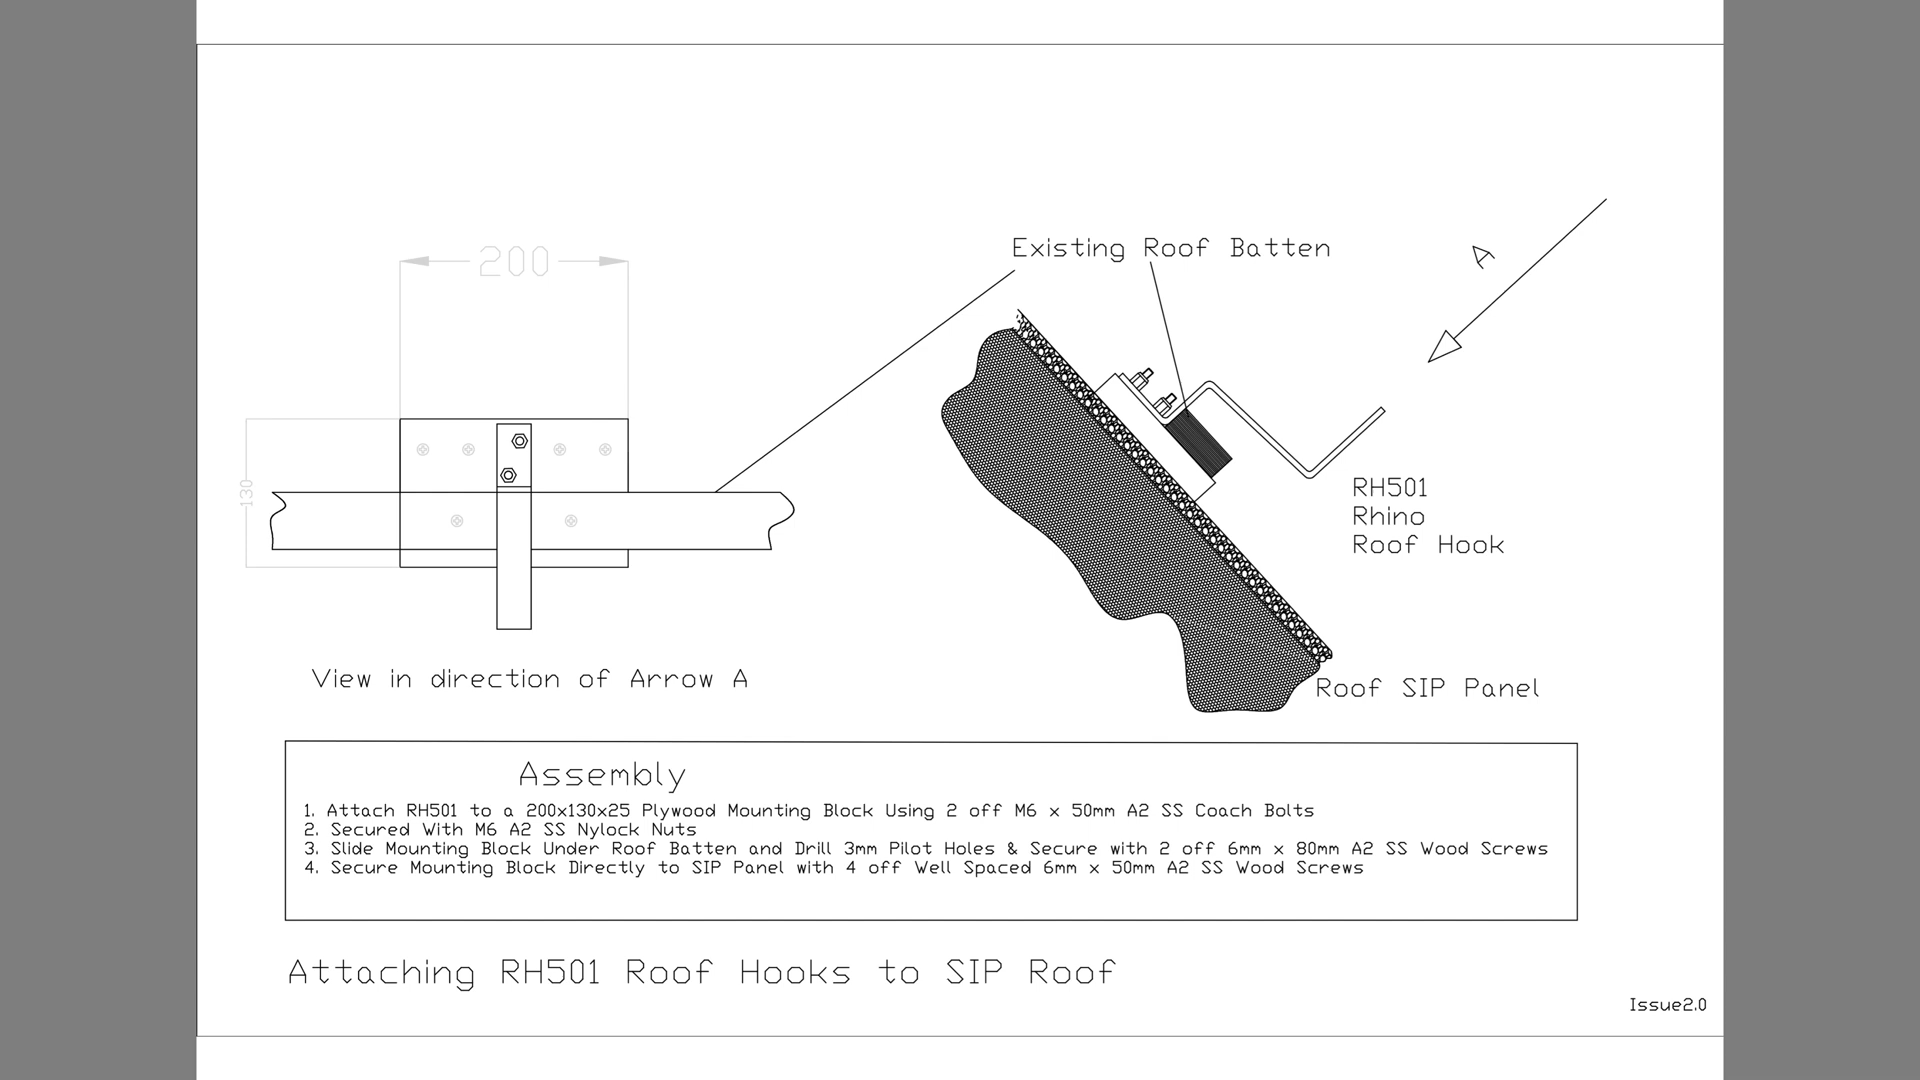 200
Existing Roof Batten
A
130
RH501
Rhino
Roof Hook
View in direction of Arrow A
Roof SIP Panel
Assembly
1. Attach RH501 to a 200x130x25 Plywood Mounting Block Using 2 off M6 x 50mm A2 SS Coach Bolts
2. Secured With M6 A2 SS Nylock Nuts
3. Slide Mounting Block Under Roof Batten and Drill 3mm Pilot Holes & Secure with 2 off 6mm x 80mm A2 SS Wood Screws
4. Secure Mounting Block Directly to SIP Panel with 4 off Well Spaced 6mm x 50mm A2 SS Wood Screws
Attaching RH501 Roof Hooks to SIP Roof
Issue2.0